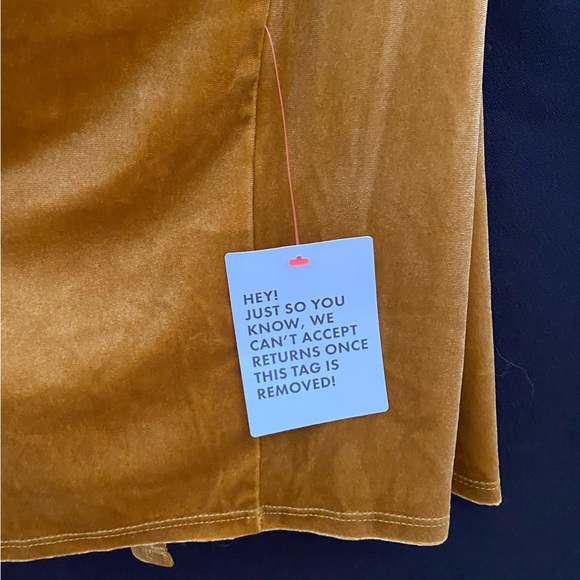 HEY!
JUST SO YOU
KNOW, WE
CAN'T ACCEPT
RETURNS ONCE
THIS TAG IS
REMOVED!